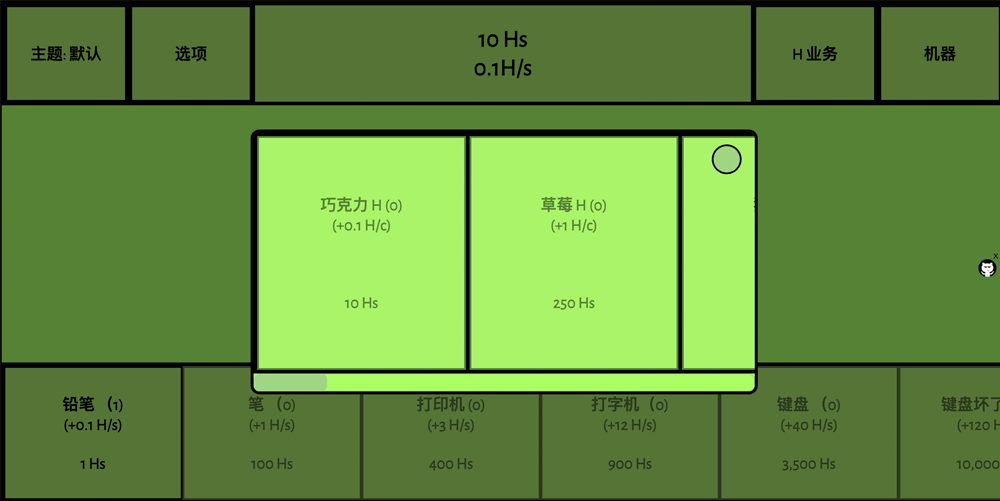 主题: 默认
选项
10 Hs
0.1H/s
H 业务
机器
巧克力 H (0)
(+0.1 H/c)
10 Hs
草莓 H (0)
(+1 H/c)
250 Hs
x
铅笔 （1)
(+0.1 H/s)
1 Hs
笔 （0)
(+1 H/s)
100 Hs
打印机 (0)
(+3 H/s)
400 Hs
打字机（0)
(+12 H/s)
900 Hs
键盘 （0)
(+40 H/s)
3,500 Hs
键盘坏了
(+120 H
10,000